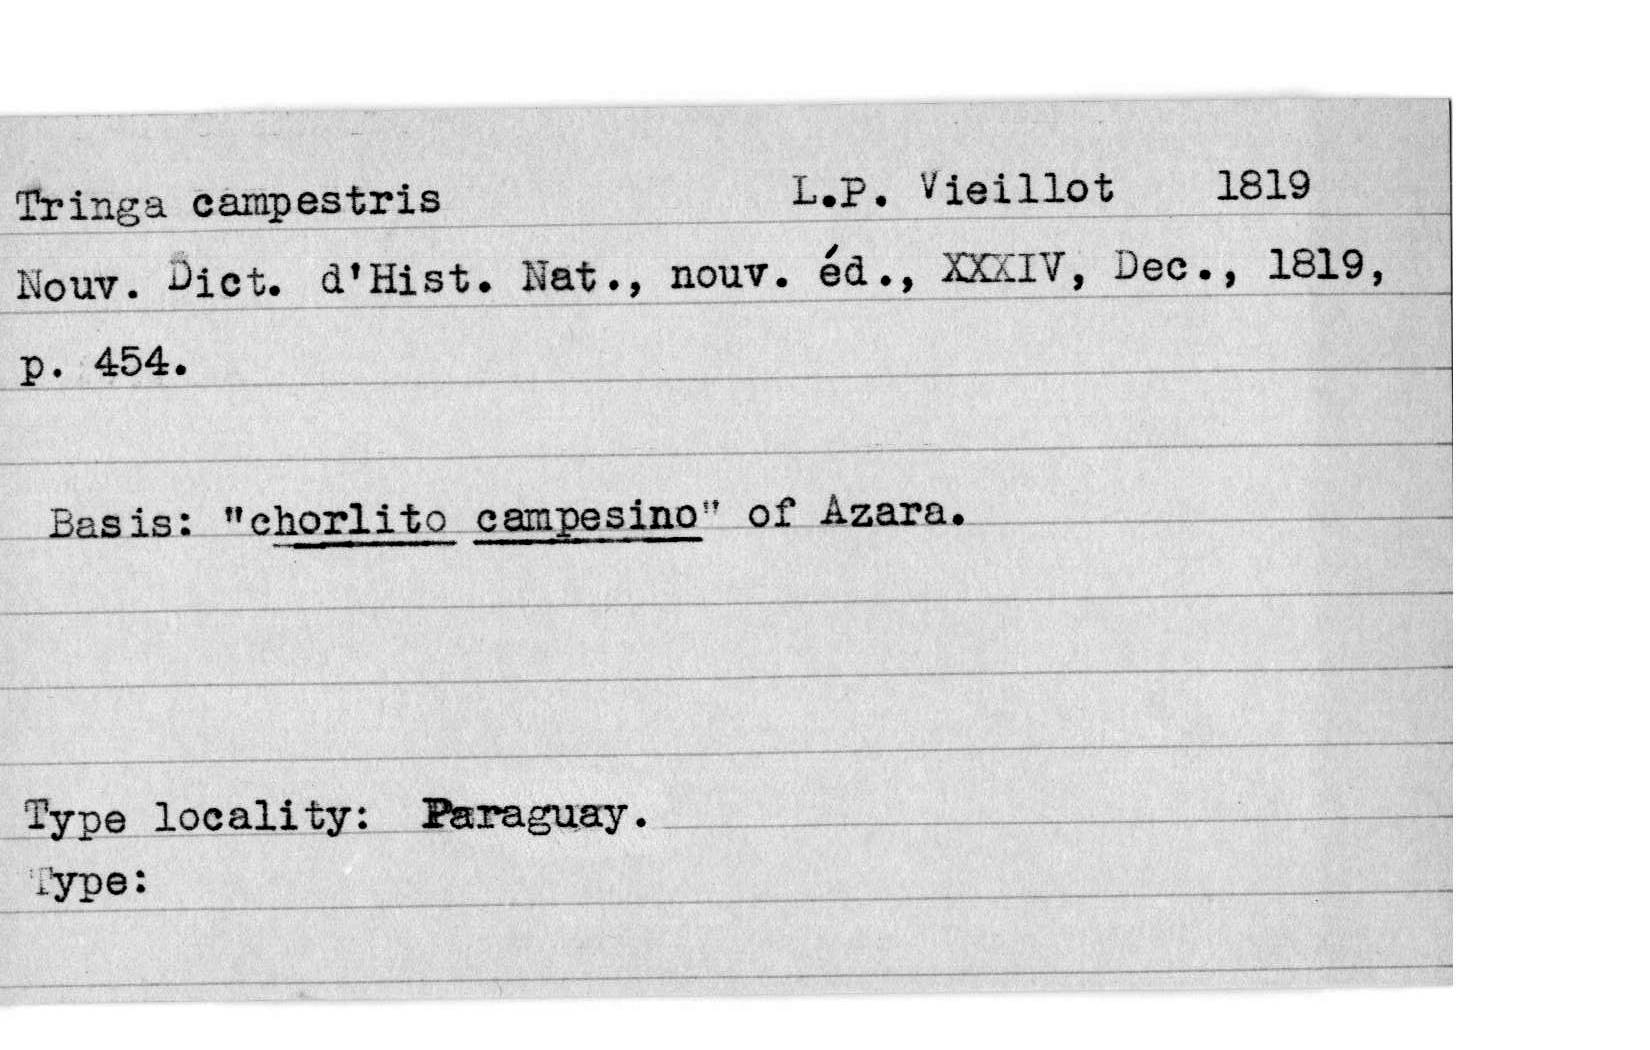 Tringa campestris L.P. Vieillot 1819
Nouv. Dict. d'Hist. Nat., nouv. éd., XXXIV, Dec., 1819,
p. 454.
Basis: "chorlito campesino" of Azara.
Type locality: Paraguay.
Type: